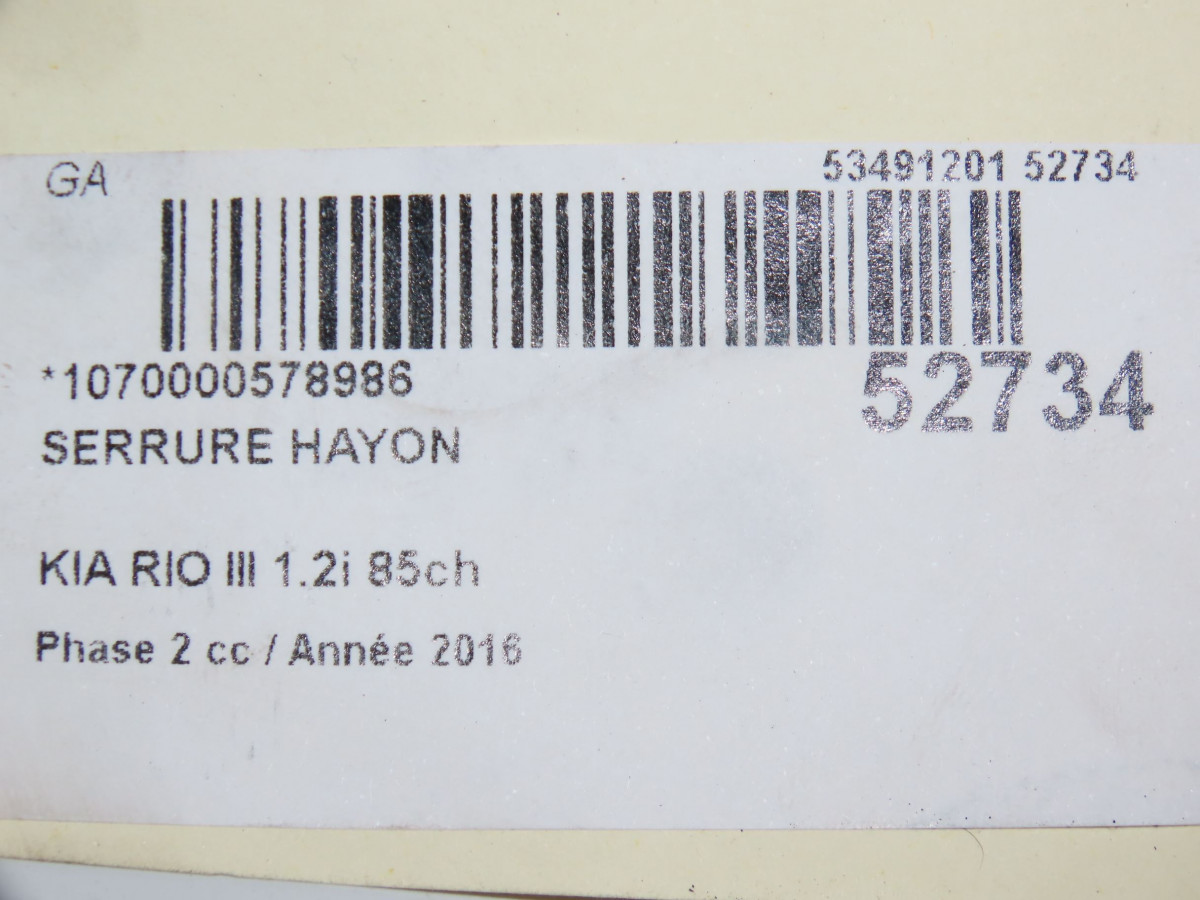 GA
53491201 52734
*1070000578986
52734
SERRURE HAYON
KIA RIO III 1.2i 85ch
Phase 2 cc / Année 2016